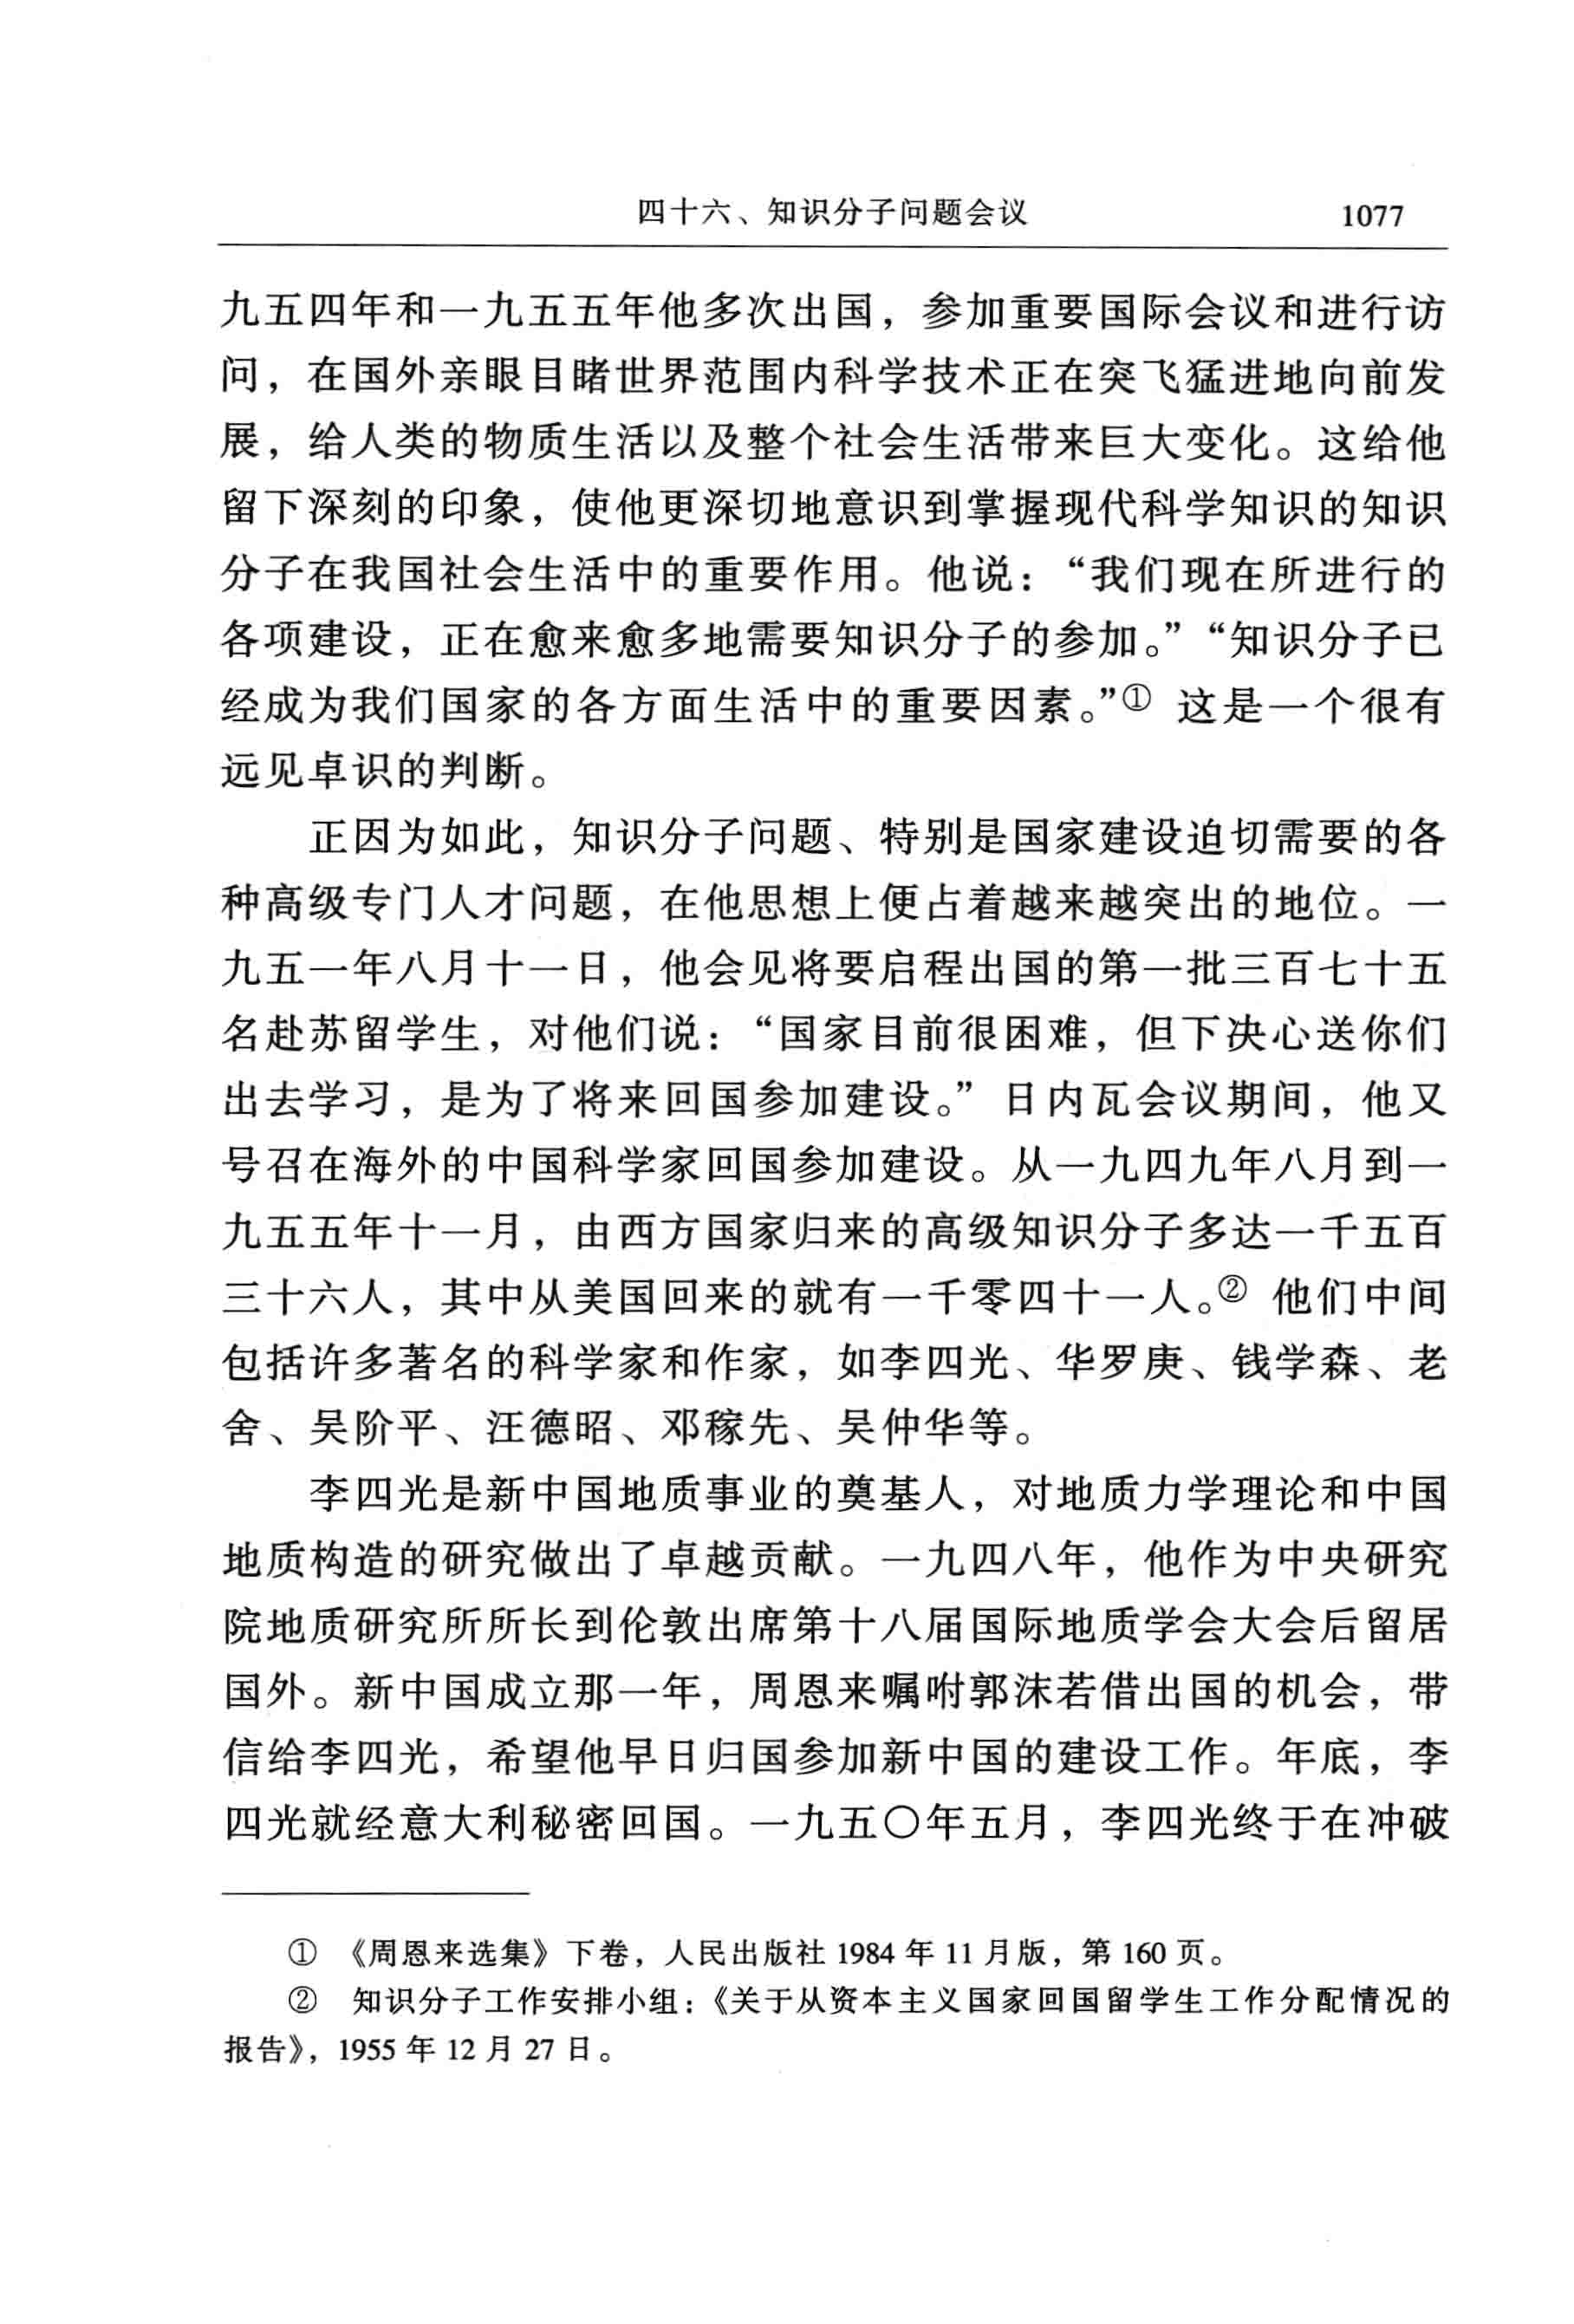 四十六、知识分子问题会议 1077
九五四年和一九五五年他多次出国，参加重要国际会议和进行访
问，在国外亲眼目睹世界范围内科学技术正在突飞猛进地向前发
展，给人类的物质生活以及整个社会生活带来巨大变化。这给他
留下深刻的印象，使他更深切地意识到掌握现代科学知识的知识
分子在我国社会生活中的重要作用。他说：“我们现在所进行的
各项建设，正在愈来愈多地需要知识分子的参加。”“知识分子已
经成为我们国家的各方面生活中的重要因素。”① 这是一个很有
远见卓识的判断。
正因为如此，知识分子问题、特别是国家建设迫切需要的各
种高级专门人才问题，在他思想上便占着越来越突出的地位。一
九五一年八月十一日，他会见将要启程出国的第一批三百七十五
名赴苏留学生，对他们说：“国家目前很困难，但下决心送你们
出去学习，是为了将来回国参加建设。”日内瓦会议期间，他又
号召在海外的中国科学家回国参加建设。从一九四九年八月到一
九五五年十一月，由西方国家归来的高级知识分子多达一千五百
三十六人，其中从美国回来的就有一千零四十一人。② 他们中间
包括许多著名的科学家和作家，如李四光、华罗庚、钱学森、老
舍、吴阶平、汪德昭、邓稼先、吴仲华等。
李四光是新中国地质事业的奠基人，对地质力学理论和中国
地质构造的研究做出了卓越贡献。一九四八年，他作为中央研究
院地质研究所所长到伦敦出席第十八届国际地质学会大会后留居
国外。新中国成立那一年，周恩来嘱咐郭沫若借出国的机会，带
信给李四光，希望他早日归国参加新中国的建设工作。年底，李
四光就经意大利秘密回国。一九五〇年五月，李四光终于在冲破
① 《周恩来选集》下卷，人民出版社 1984 年 11 月版，第 160 页。
② 知识分子工作安排小组：《关于从资本主义国家回国留学生工作分配情况的
报告》，1955 年 12 月 27 日。